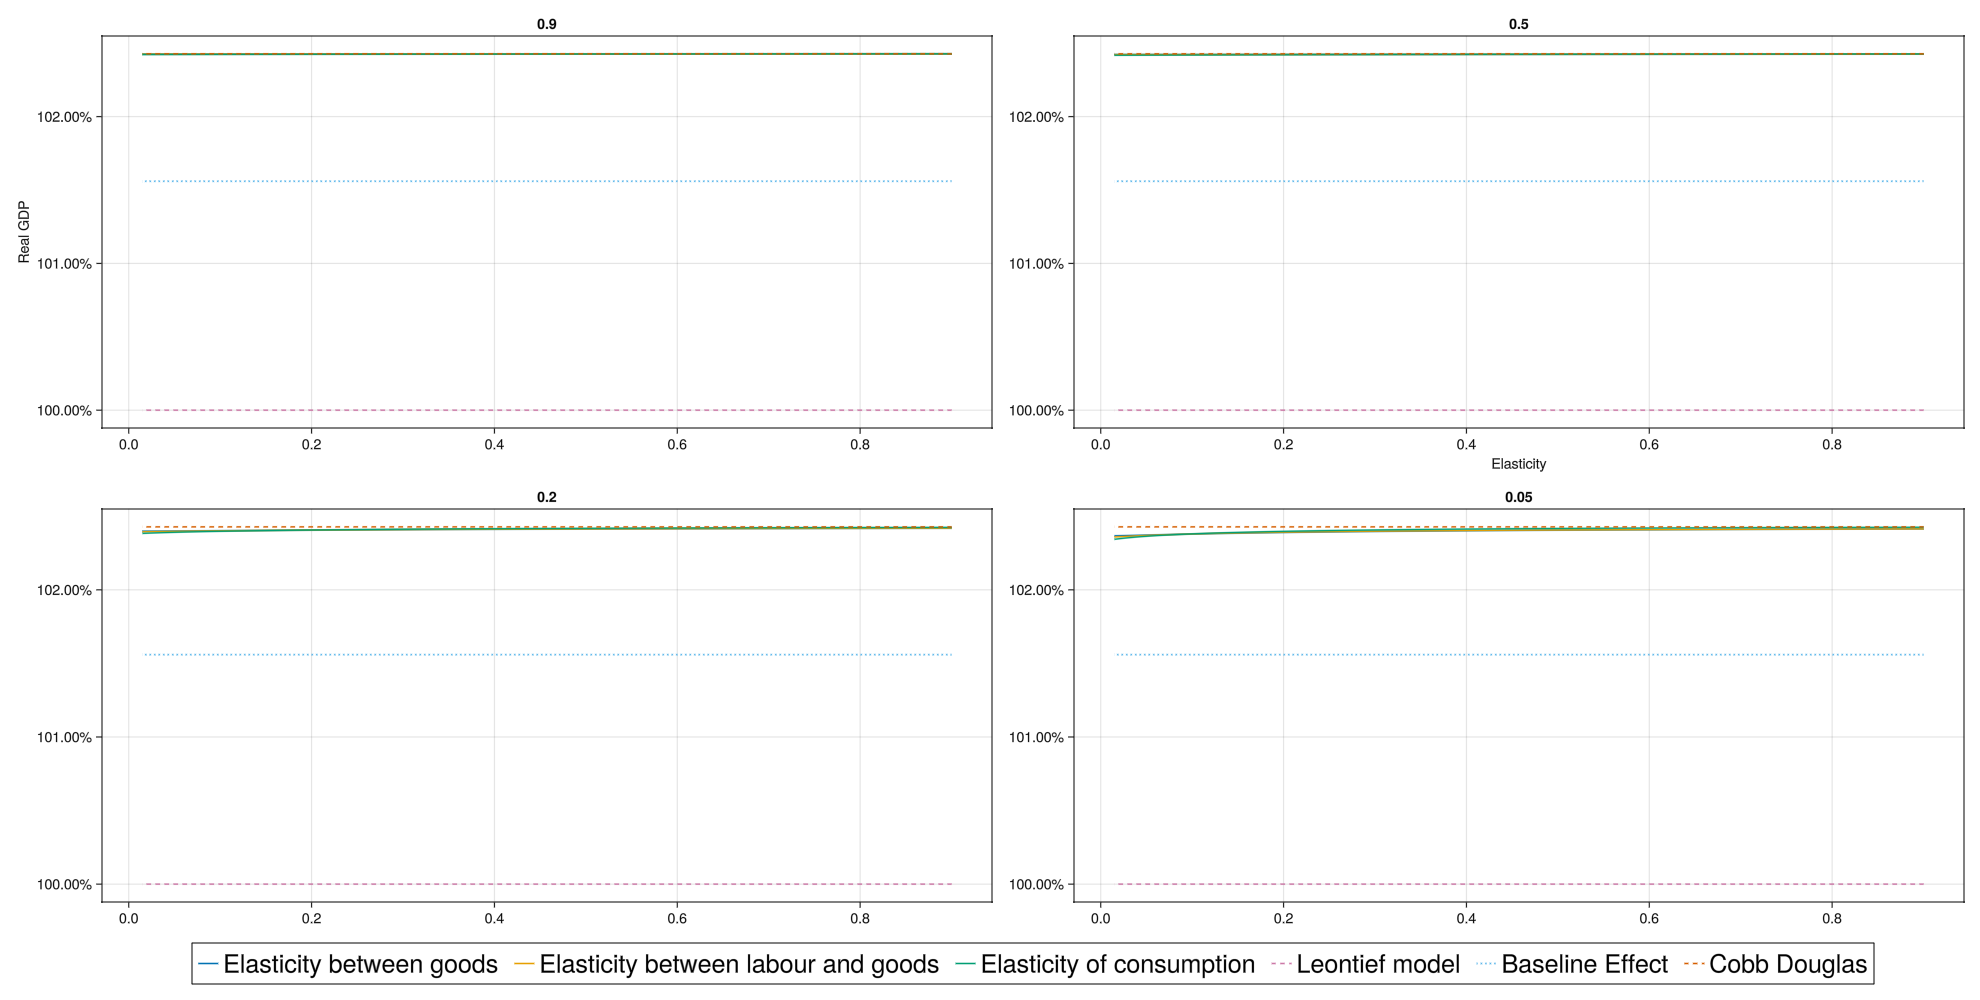 0.9
0.5
Real GDP
102.00%
101.00%
100.00%
0.0 0.2 0.4 0.6 0.8
102.00%
101.00%
100.00%
0.0 0.2 0.4 0.6 0.8
Elasticity
0.2
0.05
102.00%
101.00%
100.00%
0.0 0.2 0.4 0.6 0.8
102.00%
101.00%
100.00%
0.0 0.2 0.4 0.6 0.8
Elasticity between goods Elasticity between labour and goods Elasticity of consumption Leontief model Baseline Effect Cobb Douglas